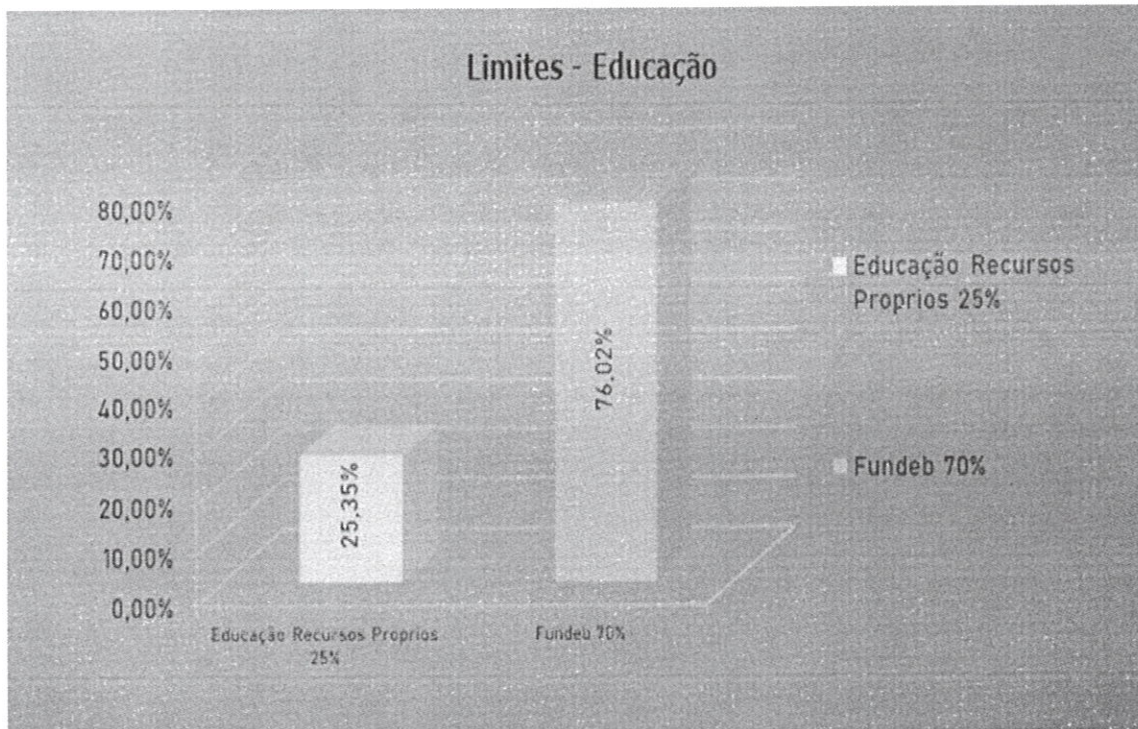 Limites - Educação
80,00%
70,00%
60,00%
50,00%
40,00%
30,00%
20,00%
10,00%
0,00%
25,35%
76,02%
Educação Recursos Proprios
25%
Fundeb 70%
Educação Recursos
Proprios 25%
Fundeb 70%